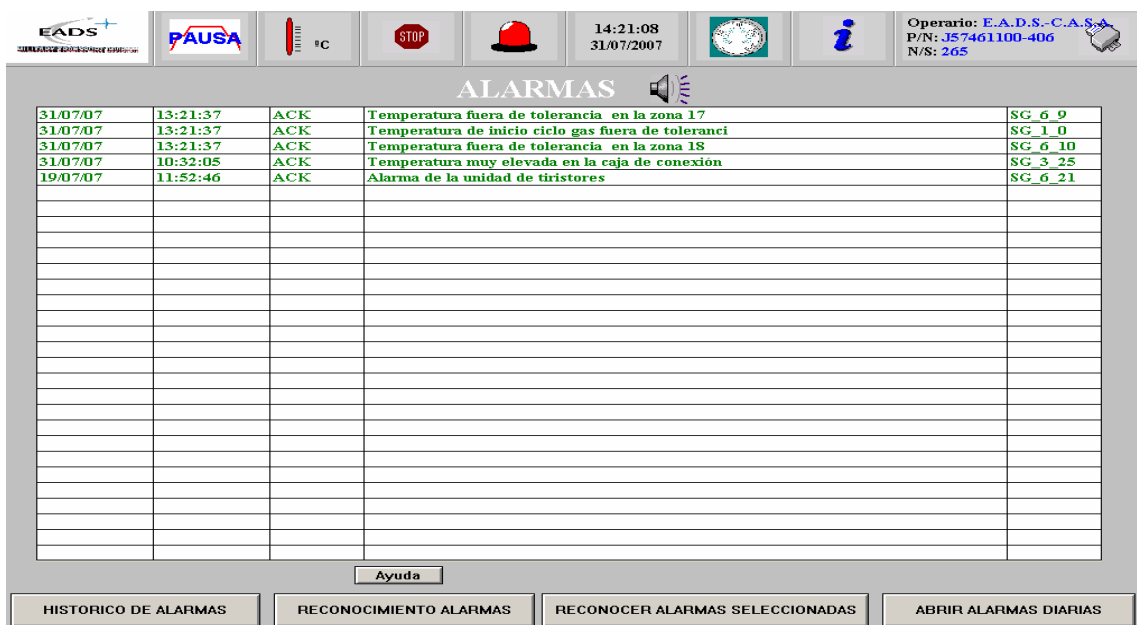 EADS
PAUSA
ºC
STOP
14:21:08
31/07/2007
i
Operario: E.A.D.S.-C.A.S.A.
P/N: J57461100-406
N/S: 265
ALARMAS
31/07/07 13:21:37 ACK Temperatura fuera de tolerancia en la zona 17 SG_6_9
31/07/07 13:21:37 ACK Temperatura de inicio ciclo gas fuera de toleranci SG_1_0
31/07/07 13:21:37 ACK Temperatura fuera de tolerancia en la zona 18 SG_6_10
31/07/07 10:32:05 ACK Temperatura muy elevada en la caja de conexión SG_3_25
19/07/07 11:52:46 ACK Alarma de la unidad de tiristores SG_6_21
Ayuda
HISTORICO DE ALARMAS
RECONOCIMIENTO ALARMAS
RECONOCER ALARMAS SELECCIONADAS
ABRIR ALARMAS DIARIAS